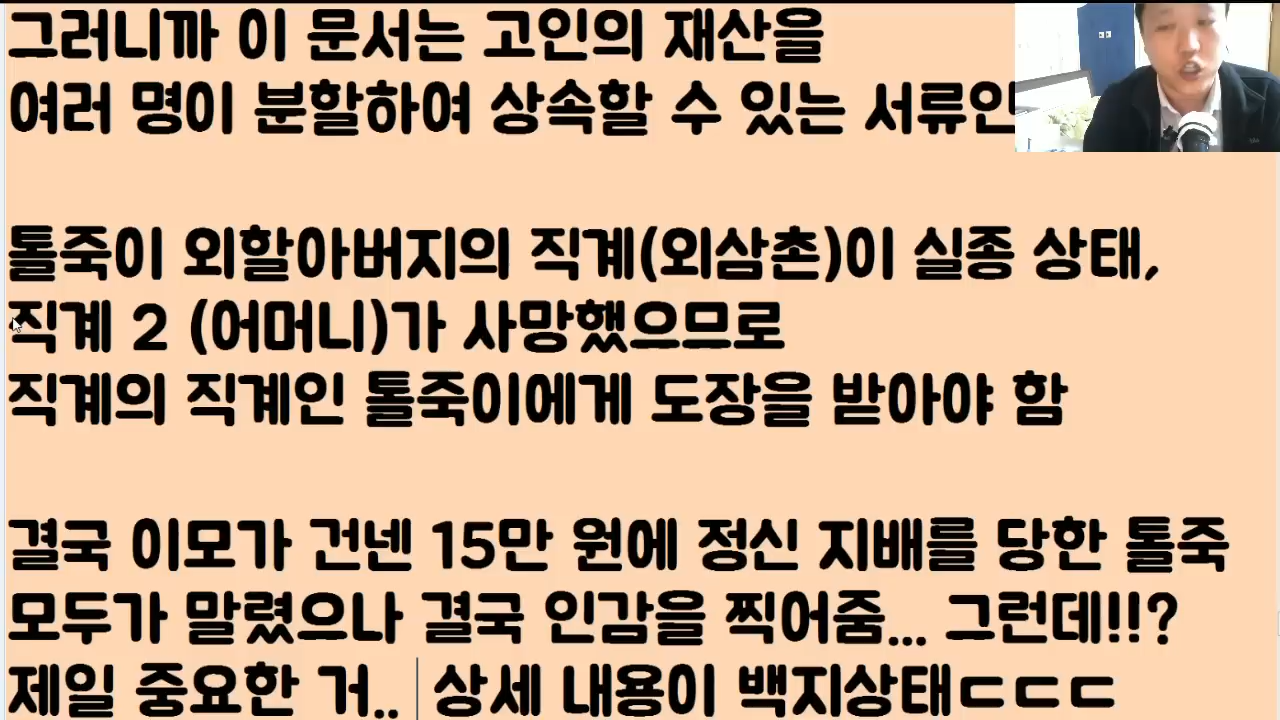 그러니까 이 문서는 고인의 재산을
여러 명이 분할하여 상속할 수 있는 서류인
톨죽이 외할아버지의 직계(외삼촌)이 실종 상태,
직계 2 (어머니)가 사망했으므로
직계의 직계인 톨죽이에게 도장을 받아야 함
결국 이모가 건넨 15만 원에 정신 지배를 당한 톨죽
모두가 말렸으나 결국 인감을 찍어줌... 그런데!!?
제일 중요한 거.. 상세 내용이 백지상태ㄷㄷㄷ